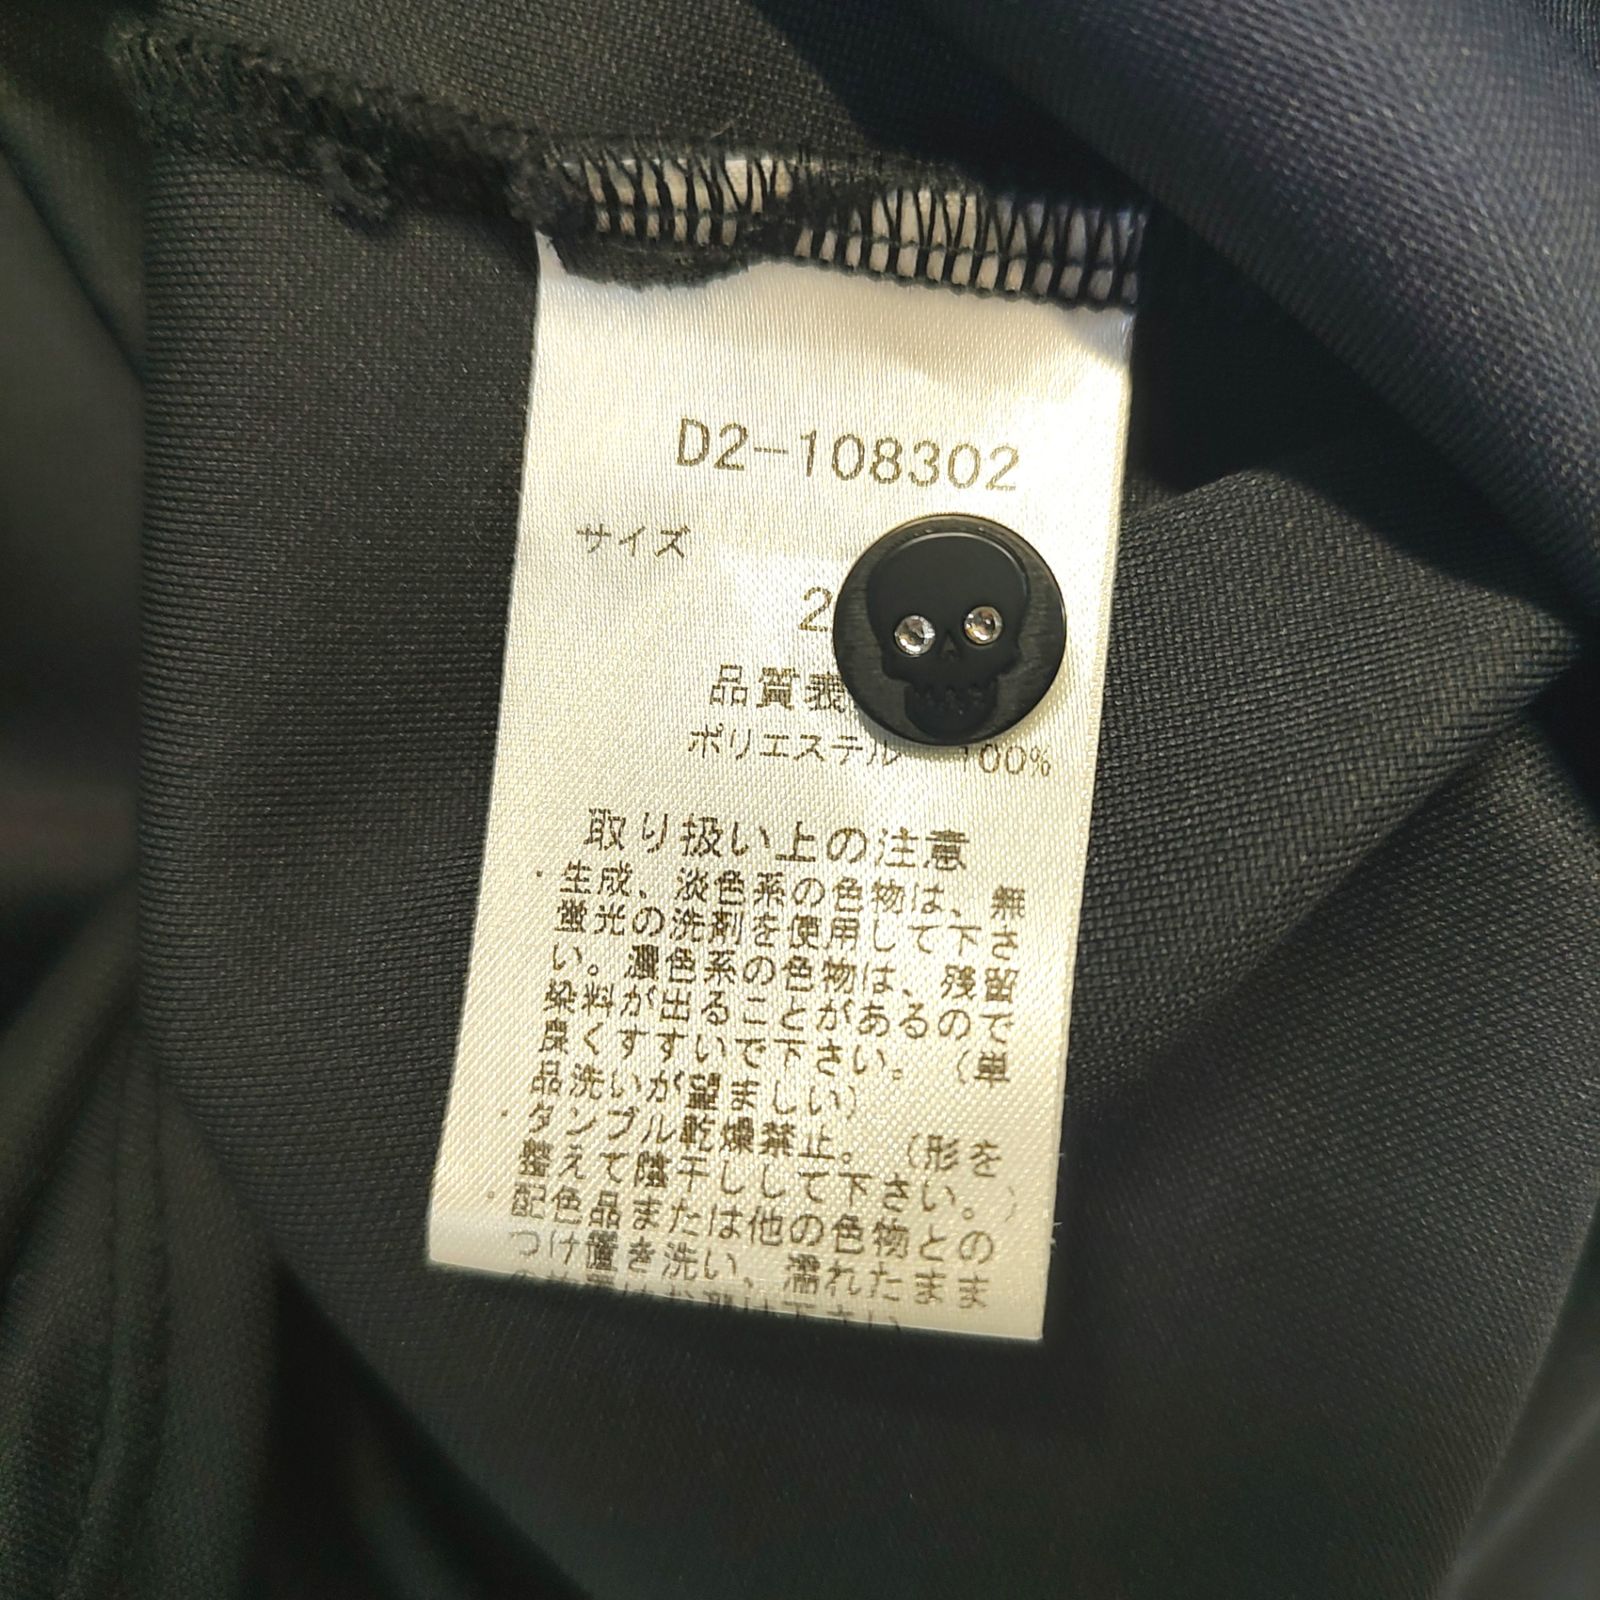 D2-108302
サイズ
2
品質表
ポリエステル 100%
取り扱い上の注意
・生成、淡色系の色物は、無
蛍光の洗剤を使用して下さ
い。濃色系の色物は、残留
染料が出ることがあるので
良くすすいで下さい。(単
品洗いが望ましい)
・タンブル乾燥禁止。(形を
整えて陰干しして下さい。)
・配色品または他の色物との
つけ置き洗い、濡れたまま